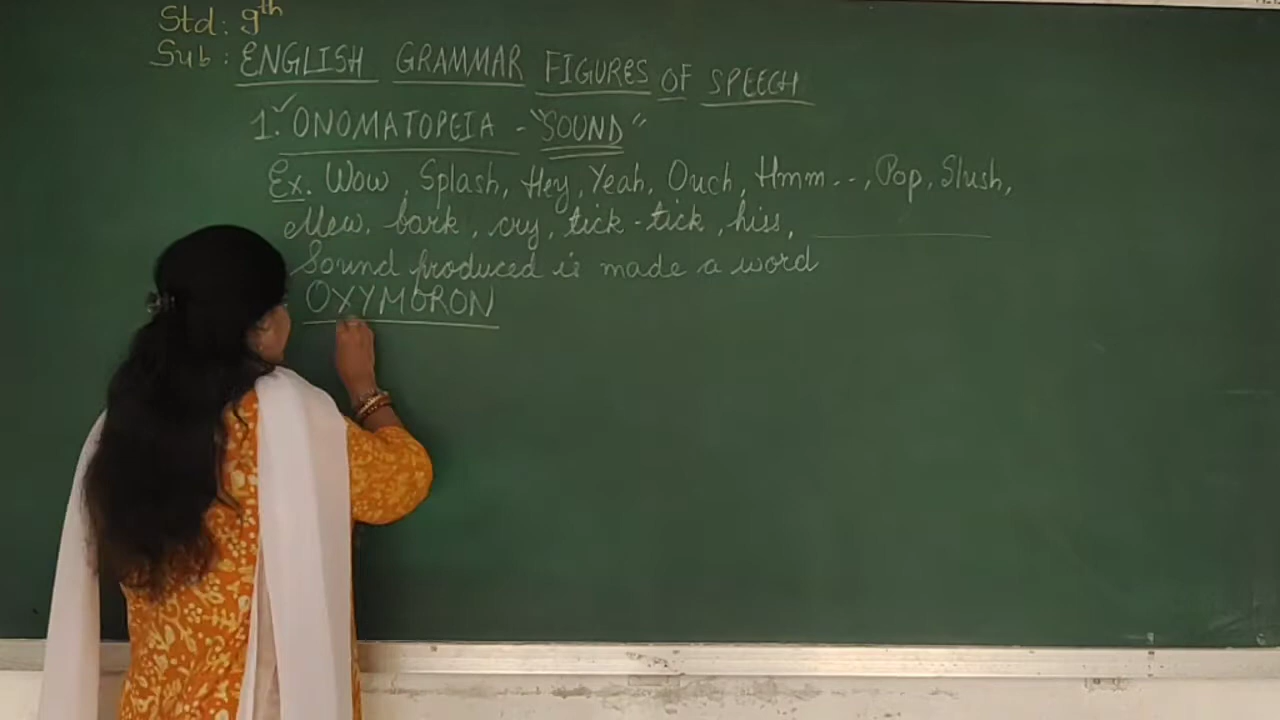 Std: 9th
Sub: ENGLISH GRAMMAR FIGURES OF SPEECH
1. ONOMATOPEIA - "SOUND"
Ex. Wow, Splash, Hey, Yeah, Ouch, Hmm.., Pop, Slush,
Mew, bark, cry, tick-tick, hiss,
Sound produced is made a word
OXYMORON